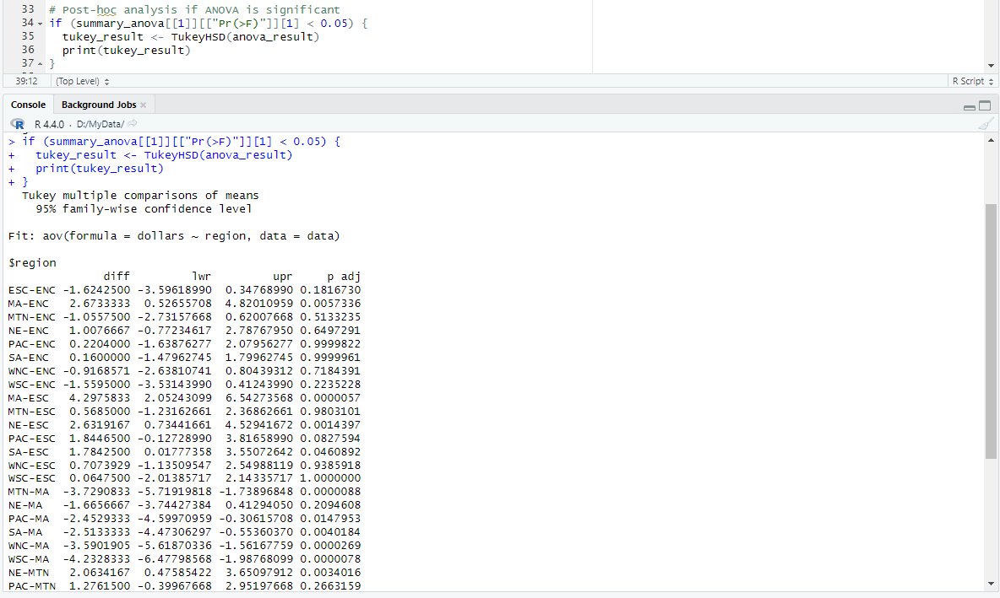 33 # Post-hoc analysis if ANOVA is significant
34 if (summary_anova[[1]][["Pr(>F)"]][1] < 0.05) {
35   tukey_result <- TukeyHSD(anova_result)
36   print(tukey_result)
37 }
39:12 (Top Level) R Script
Console Background Jobs ×
R R 4.4.0 · D:/MyData/
> if (summary_anova[[1]][["Pr(>F)"]][1] < 0.05) {
+   tukey_result <- TukeyHSD(anova_result)
+   print(tukey_result)
+ }
  Tukey multiple comparisons of means
    95% family-wise confidence level
Fit: aov(formula = dollars ~ region, data = data)
$region
              diff         lwr         upr     p adj
ESC-ENC -1.6242500 -3.59618990  0.34768990 0.1816730
MA-ENC   2.6733333  0.52655708  4.82010959 0.0057336
MTN-ENC -1.0557500 -2.73157668  0.62007668 0.5133235
NE-ENC   1.0076667 -0.77234617  2.78767950 0.6497291
PAC-ENC  0.2204000 -1.63876277  2.07956277 0.9999822
SA-ENC   0.1600000 -1.47962745  1.79962745 0.9999961
WNC-ENC -0.9168571 -2.63810741  0.80439312 0.7184391
WSC-ENC -1.5595000 -3.53143990  0.41243990 0.2235228
MA-ESC   4.2975833  2.05243099  6.54273568 0.0000057
MTN-ESC  0.5685000 -1.23162661  2.36862661 0.9803101
NE-ESC   2.6319167  0.73441661  4.52941672 0.0014397
PAC-ESC  1.8446500 -0.12728990  3.81658990 0.0827594
SA-ESC   1.7842500  0.01777358  3.55072642 0.0460892
WNC-ESC  0.7073929 -1.13509547  2.54988119 0.9385918
WSC-ESC  0.0647500 -2.01385717  2.14335717 1.0000000
MTN-MA  -3.7290833 -5.71919818 -1.73896848 0.0000088
NE-MA   -1.6656667 -3.74427384  0.41294050 0.2094608
PAC-MA  -2.4529333 -4.59970959 -0.30615708 0.0147953
SA-MA   -2.5133333 -4.47306297 -0.55360370 0.0040184
WNC-MA  -3.5901905 -5.61870336 -1.56167759 0.0000269
WSC-MA  -4.2328333 -6.47798568 -1.98768099 0.0000078
NE-MTN   2.0634167  0.47585422  3.65097912 0.0034016
PAC-MTN  1.2761500 -0.39967668  2.95197668 0.2663159